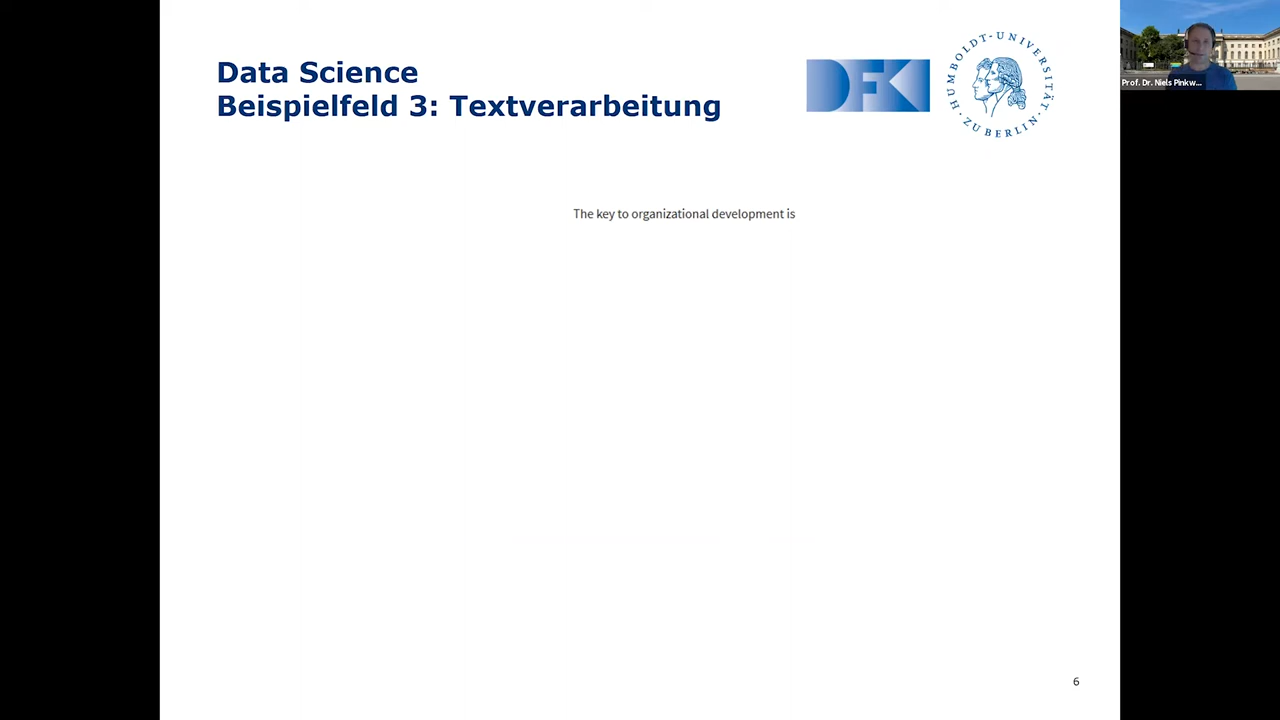 Data Science
Beispielfeld 3: Textverarbeitung
DFK
HUMBOLDT-UNIVERSITÄT
ZU BERLIN
Prof. Dr. Niels Pinkw...
The key to organizational development is
6